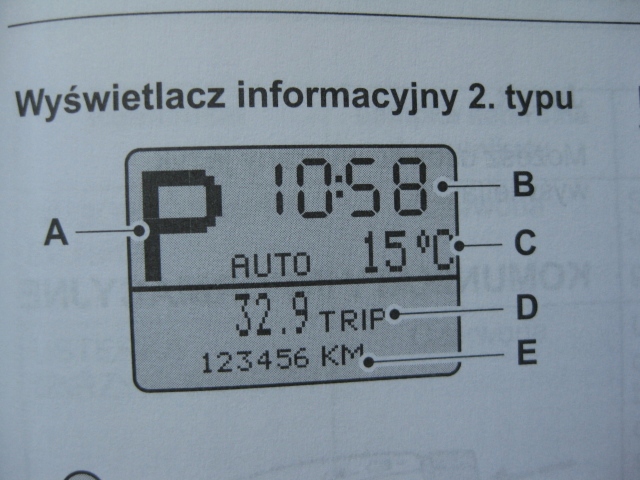 Wyświetlacz informacyjny 2. typu
10:58
B
A
P
AUTO
15°C
C
32.9 TRIP
D
123456 KM
E